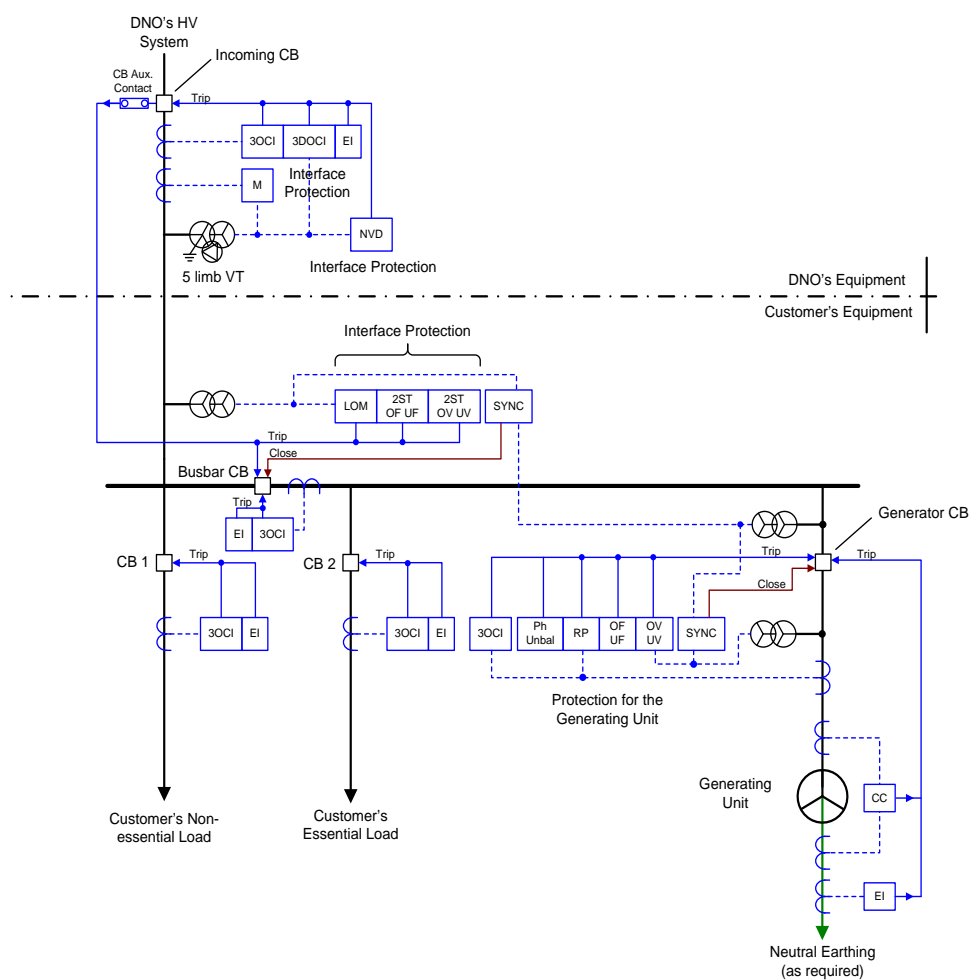 DNO's HV
System
Incoming CB
CB Aux.
Contact
Trip
3OCI
3DOCI
EI
Interface
Protection
M
NVD
5 limb VT
Interface Protection
DNO's Equipment
Customer's Equipment
Interface Protection
LOM
2ST
OF UF
2ST
OV UV
SYNC
Trip
Close
Busbar CB
Trip
EI
3OCI
Generator CB
CB 1
Trip
CB 2
Trip
Trip
Trip
Close
3OCI
EI
3OCI
EI
3OCI
Ph
Unbal
RP
OF
UF
OV
UV
SYNC
Protection for the
Generating Unit
Generating
Unit
CC
Customer's Non-
essential Load
Customer's
Essential Load
EI
Neutral Earthing
(as required)